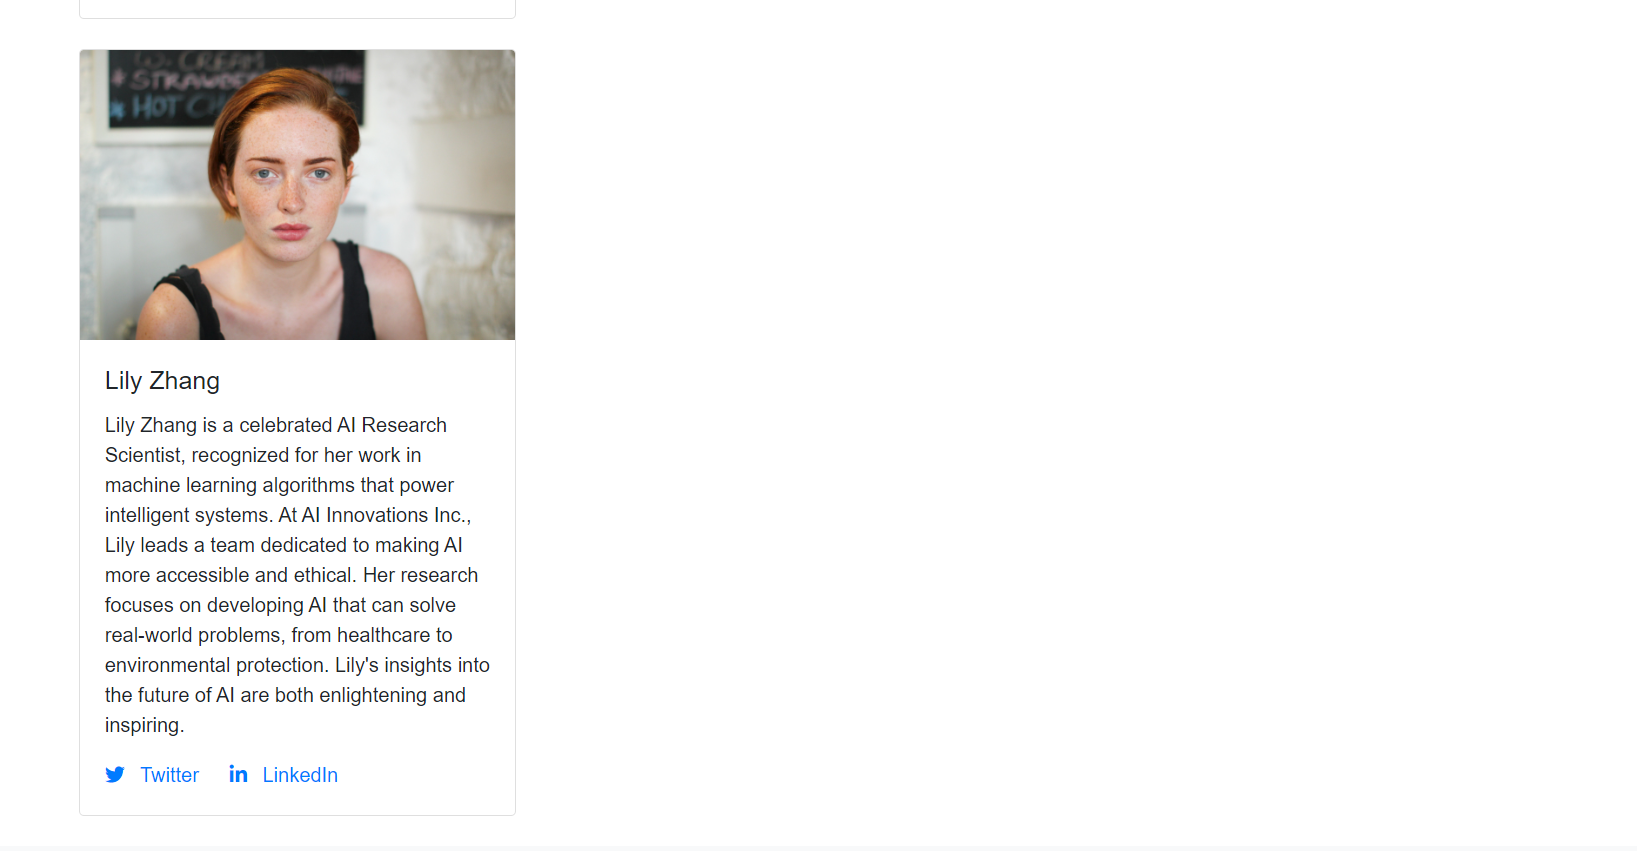 CREAM
HOT
Lily Zhang
Lily Zhang is a celebrated AI Research
Scientist, recognized for her work in
machine learning algorithms that power
intelligent systems. At AI Innovations Inc.,
Lily leads a team dedicated to making AI
more accessible and ethical. Her research
focuses on developing AI that can solve
real-world problems, from healthcare to
environmental protection. Lily's insights into
the future of AI are both enlightening and
inspiring.
Twitter LinkedIn